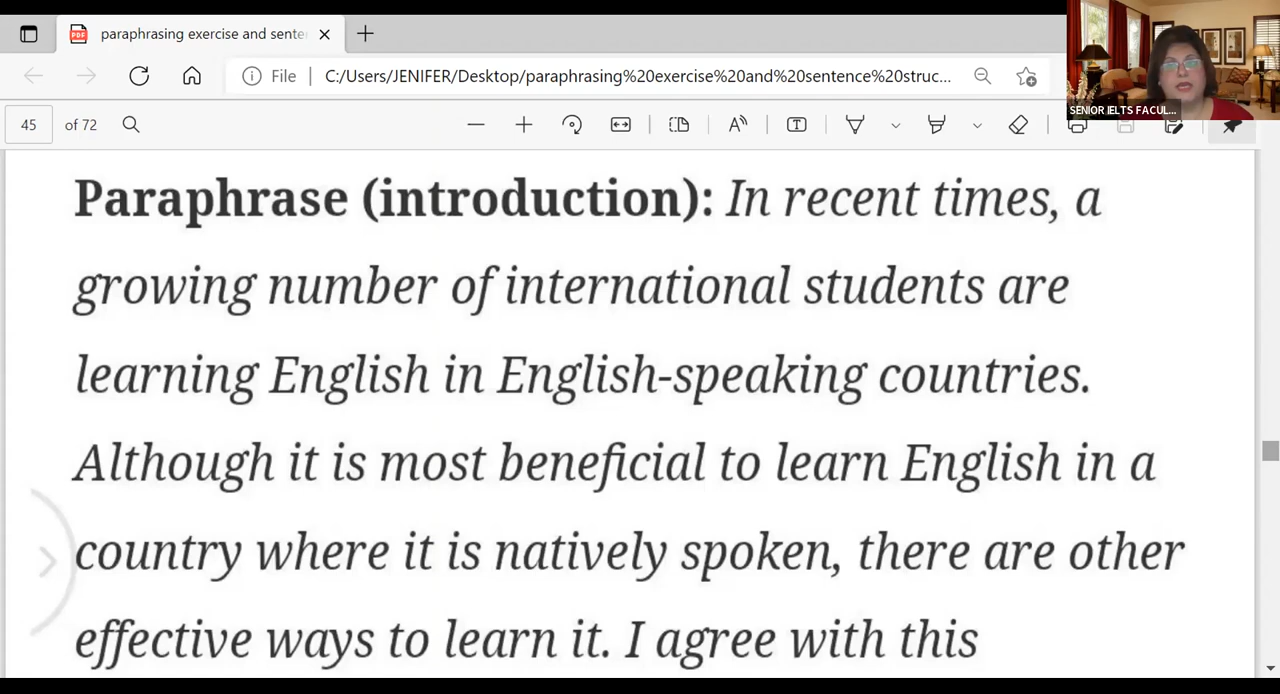 paraphrasing exercise and sente
File
C:/Users/JENIFER/Desktop/paraphrasing%20exercise%20and%20sentence%20struc...
SENIOR IELTS FACUL...
45 of 72
Paraphrase (introduction): In recent times, a
growing number of international students are
learning English in English-speaking countries.
Although it is most beneficial to learn English in a
country where it is natively spoken, there are other
effective ways to learn it. I agree with this